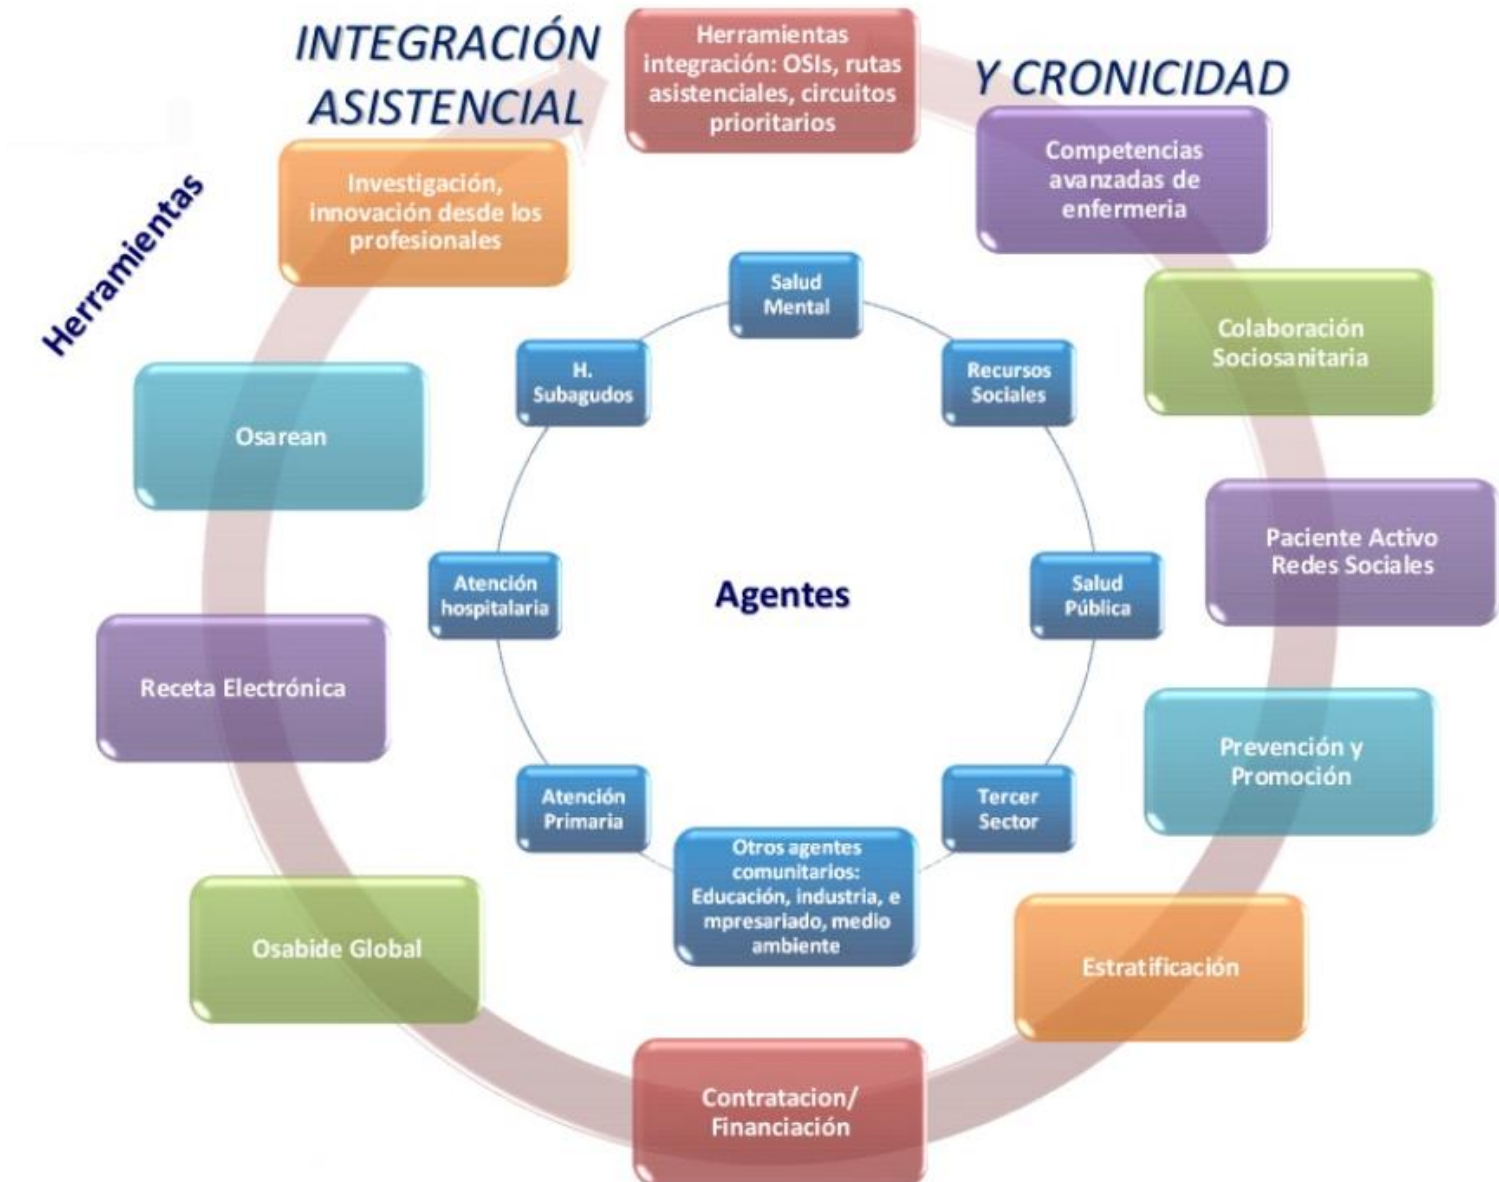 INTEGRACIÓN
ASISTENCIAL
Y CRONICIDAD
Herramientas
Herramientas
integración: OSIs, rutas
asistenciales, circuitos
prioritarios
Competencias
avanzadas de
enfermeria
Colaboración
Sociosanitaria
Paciente Activo
Redes Sociales
Prevención y
Promoción
Estratificación
Contratacion/
Financiación
Osabide Global
Receta Electrónica
Osarean
Investigación,
innovación desde los
profesionales
Agentes
Salud
Mental
Recursos
Sociales
Salud
Pública
Tercer
Sector
Otros agentes
comunitarios:
Educación, industria, e
mpresariado, medio
ambiente
Atención
Primaria
Atención
hospitalaria
H.
Subagudos